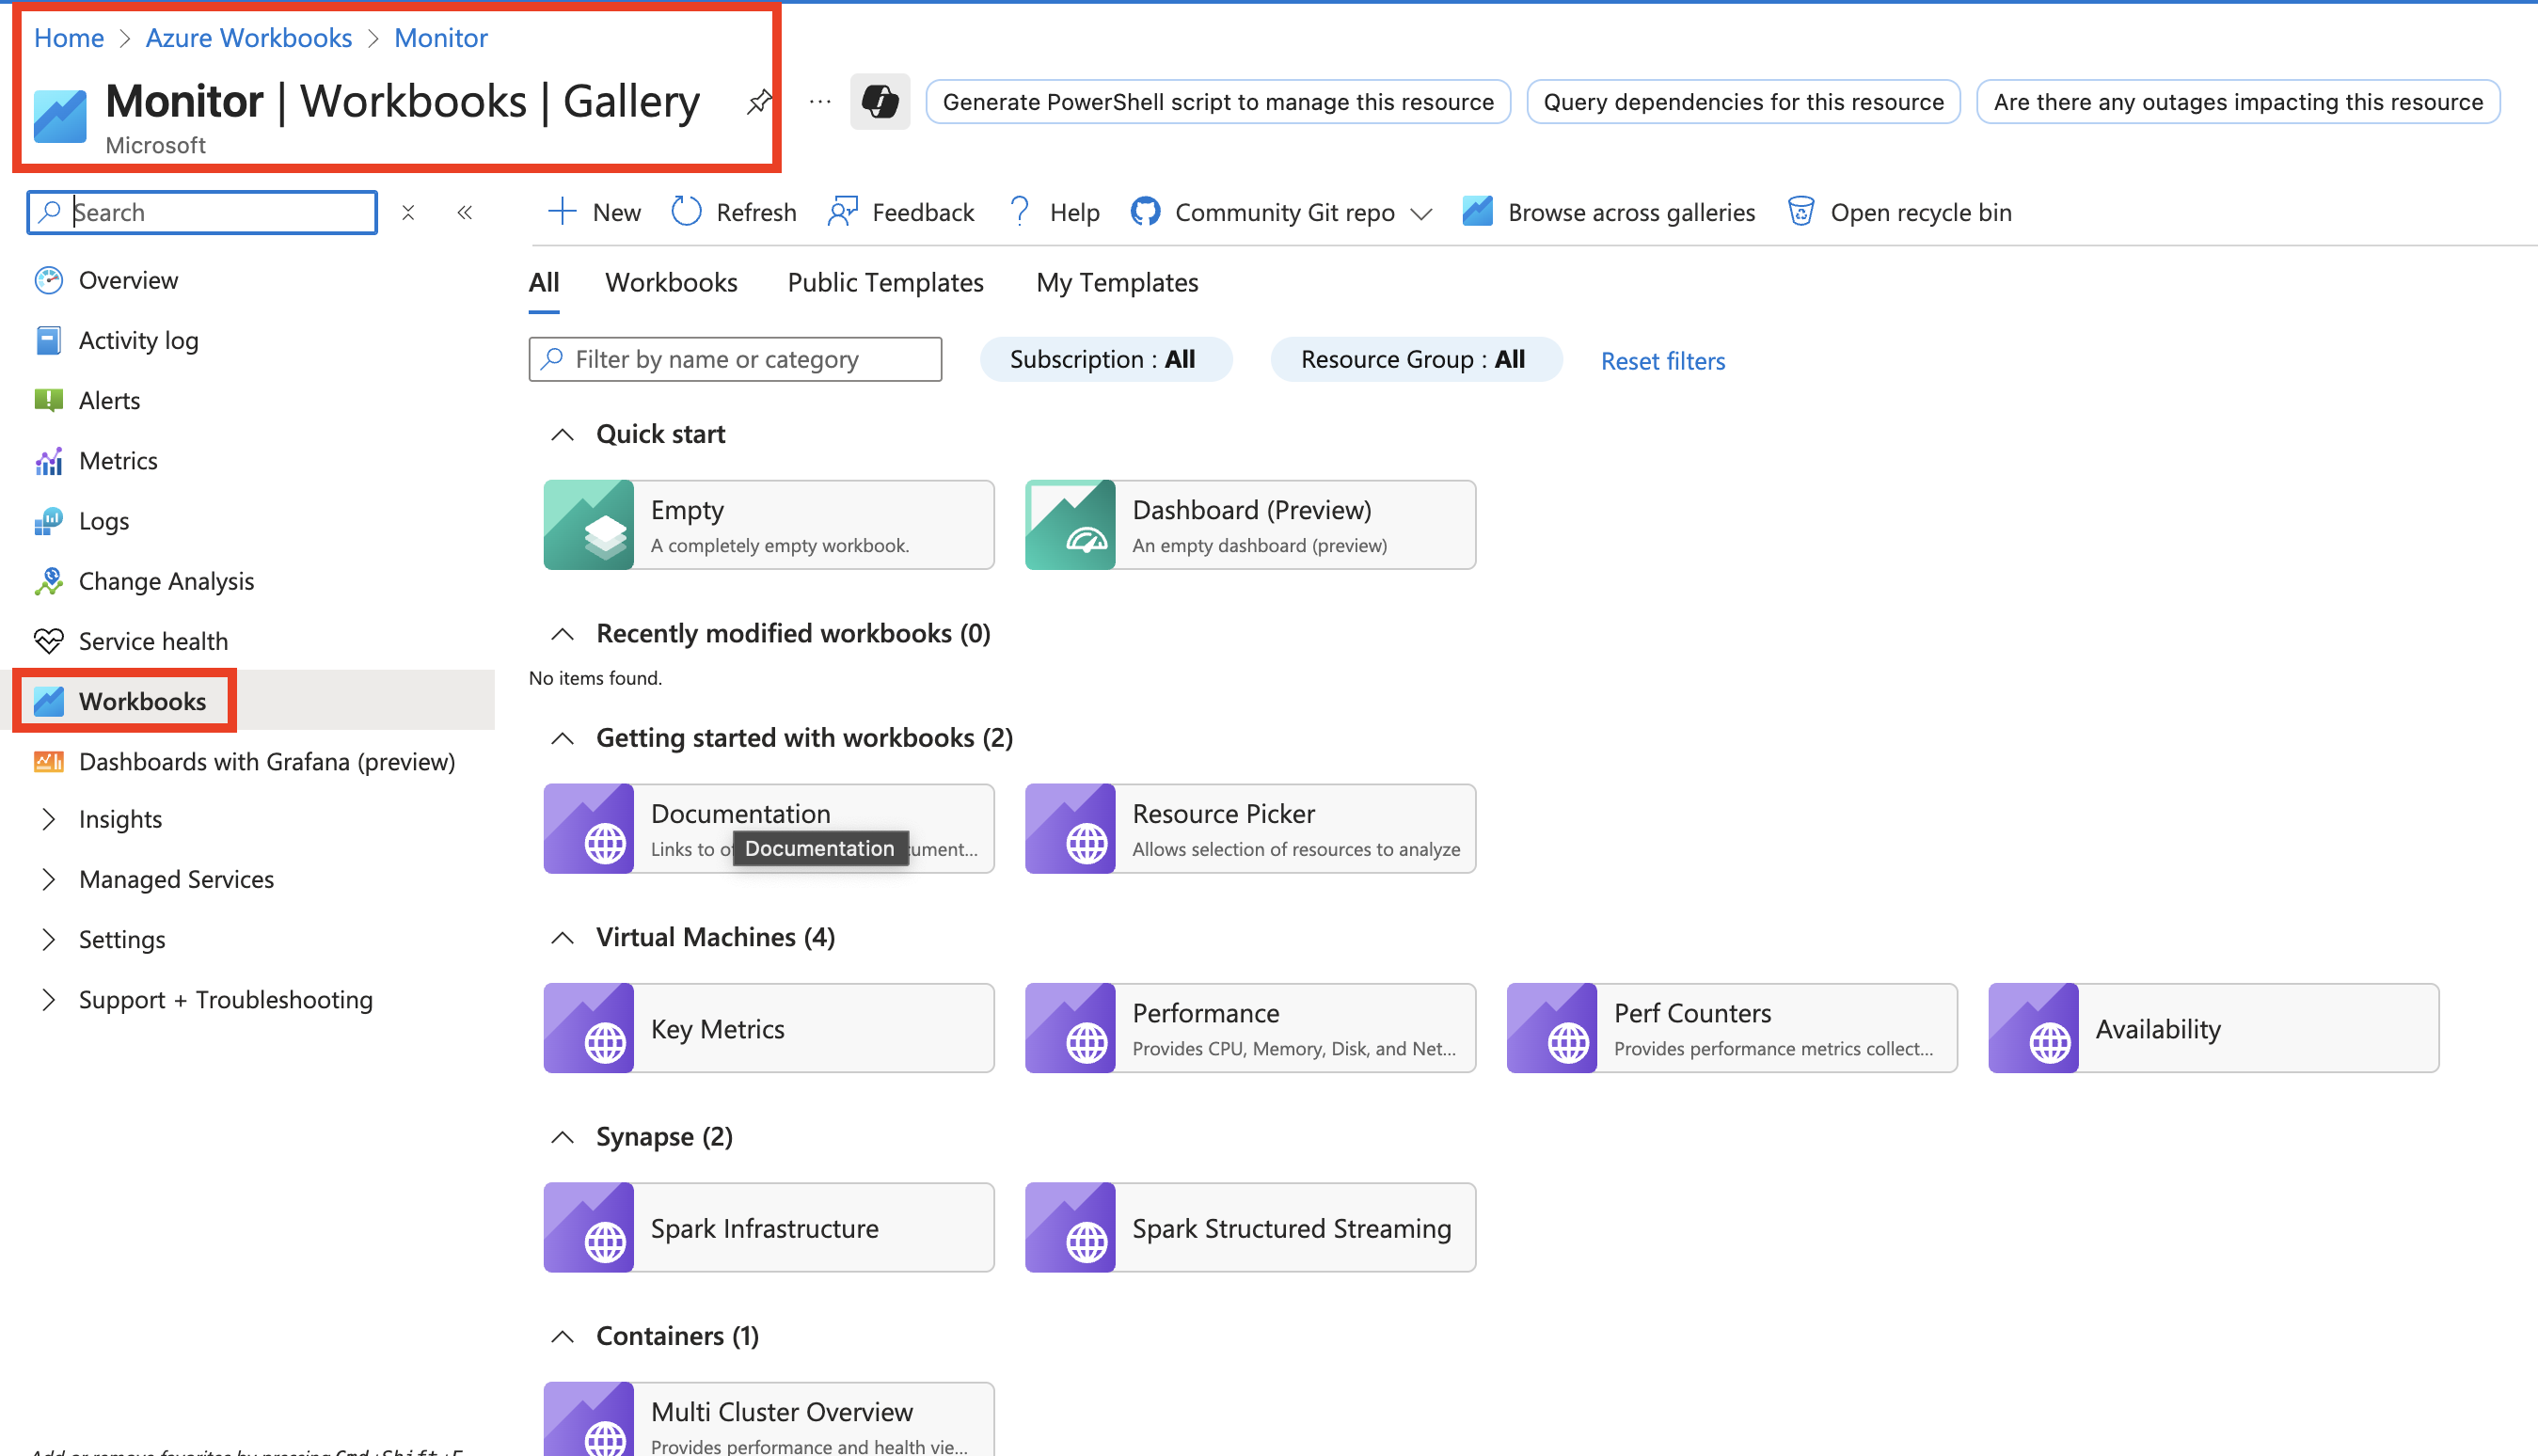 Home > Azure Workbooks > Monitor
Monitor | Workbooks | Gallery
Microsoft
Generate PowerShell script to manage this resource
Query dependencies for this resource
Are there any outages impacting this resource
Search
New
Refresh
Feedback
Help
Community Git repo
Browse across galleries
Open recycle bin
Overview
Activity log
Alerts
Metrics
Logs
Change Analysis
Service health
Workbooks
Dashboards with Grafana (preview)
Insights
Managed Services
Settings
Support + Troubleshooting
All
Workbooks
Public Templates
My Templates
Filter by name or category
Subscription : All
Resource Group : All
Reset filters
Quick start
Empty
A completely empty workbook.
Dashboard (Preview)
An empty dashboard (preview)
Recently modified workbooks (0)
No items found.
Getting started with workbooks (2)
Documentation
Links to
Documentation
Resource Picker
Allows selection of resources to analyze
Virtual Machines (4)
Key Metrics
Performance
Provides CPU, Memory, Disk, and Net...
Perf Counters
Provides performance metrics collect...
Availability
Synapse (2)
Spark Infrastructure
Spark Structured Streaming
Containers (1)
Multi Cluster Overview
Provides performance and health vie...